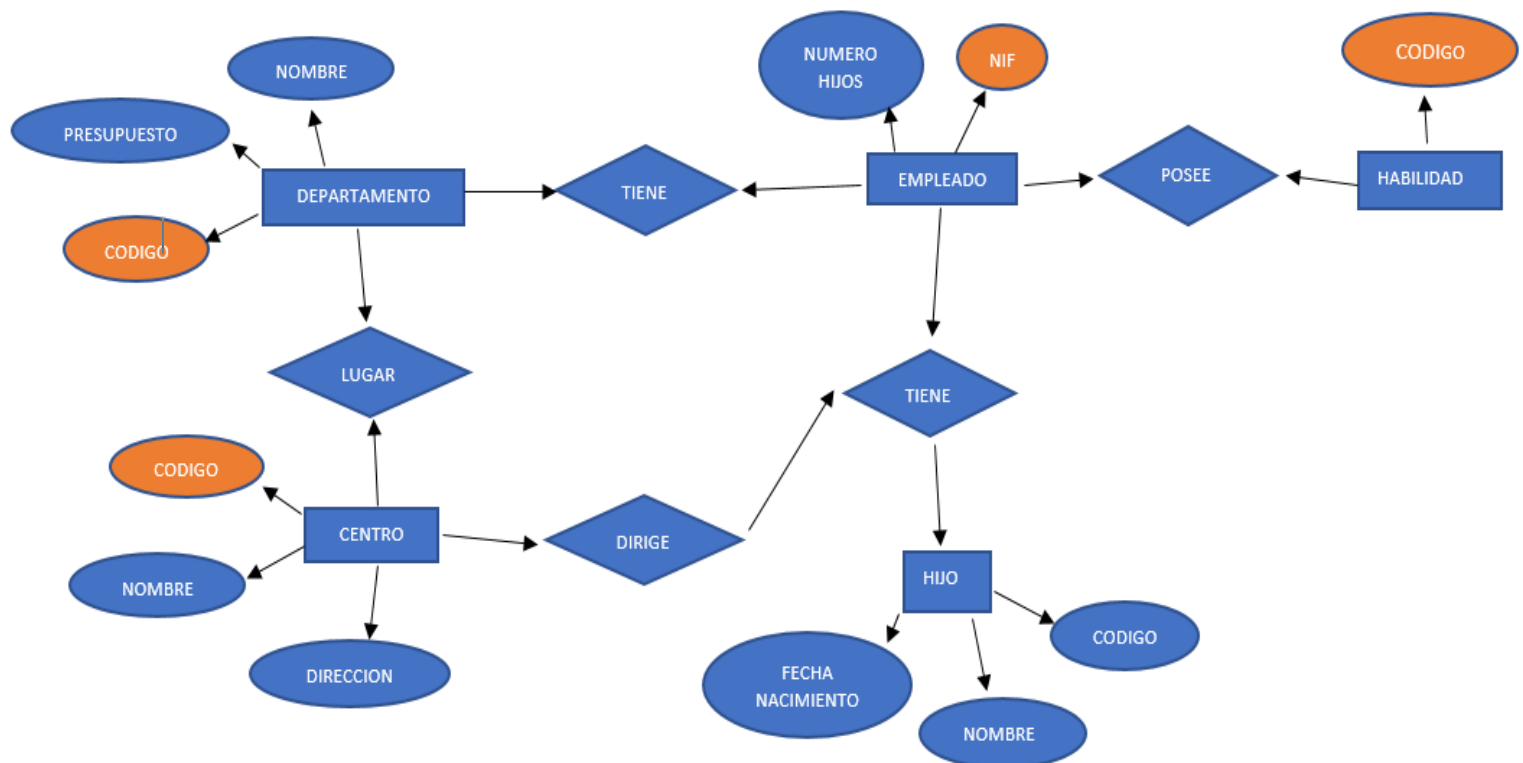 NOMBRE
PRESUPUESTO
DEPARTAMENTO
CODIGO
TIENE
NUMERO
HIJOS
NIF
EMPLEADO
POSEE
CODIGO
HABILIDAD
LUGAR
TIENE
CODIGO
CENTRO
DIRIGE
NOMBRE
DIRECCION
HIJO
CODIGO
FECHA
NACIMIENTO
NOMBRE